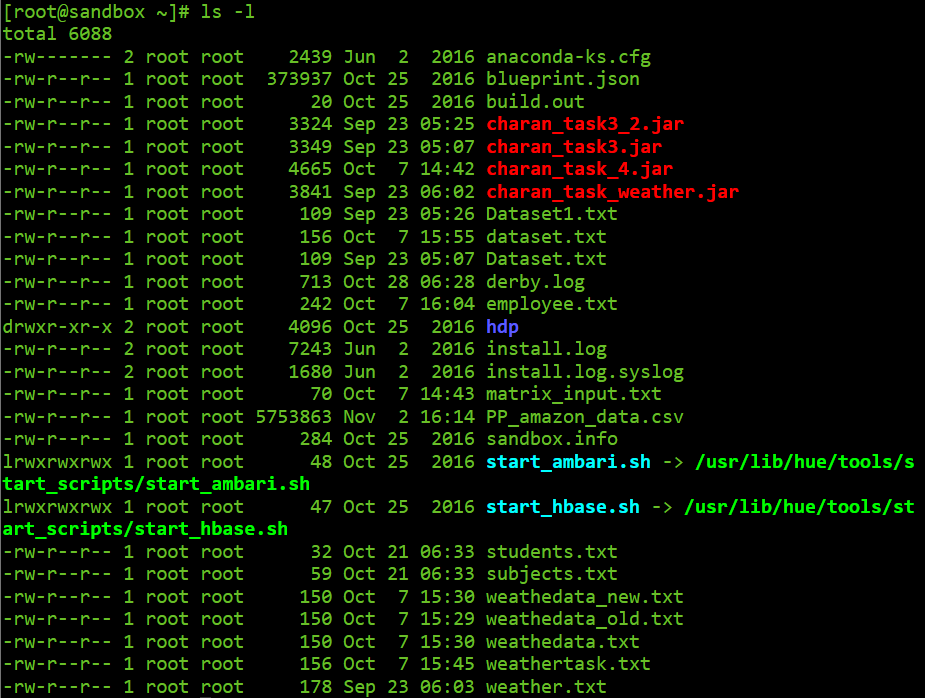 [root@sandbox ~]# ls -l
total 6088
-rw------- 2 root root    2439 Jun  2  2016 anaconda-ks.cfg
-rw-r--r-- 1 root root  373937 Oct 25  2016 blueprint.json
-rw-r--r-- 1 root root      20 Oct 25  2016 build.out
-rw-r--r-- 1 root root    3324 Sep 23 05:25 charan_task3_2.jar
-rw-r--r-- 1 root root    3349 Sep 23 05:07 charan_task3.jar
-rw-r--r-- 1 root root    4665 Oct  7 14:42 charan_task_4.jar
-rw-r--r-- 1 root root    3841 Sep 23 06:02 charan_task_weather.jar
-rw-r--r-- 1 root root     109 Sep 23 05:26 Dataset1.txt
-rw-r--r-- 1 root root     156 Oct  7 15:55 dataset.txt
-rw-r--r-- 1 root root     109 Sep 23 05:07 Dataset.txt
-rw-r--r-- 1 root root     713 Oct 28 06:28 derby.log
-rw-r--r-- 1 root root     242 Oct  7 16:04 employee.txt
drwxr-xr-x 2 root root    4096 Oct 25  2016 hdp
-rw-r--r-- 2 root root    7243 Jun  2  2016 install.log
-rw-r--r-- 2 root root    1680 Jun  2  2016 install.log.syslog
-rw-r--r-- 1 root root      70 Oct  7 14:43 matrix_input.txt
-rw-r--r-- 1 root root 5753863 Nov  2 16:14 PP_amazon_data.csv
-rw-r--r-- 1 root root     284 Oct 25  2016 sandbox.info
lrwxrwxrwx 1 root root      48 Oct 25  2016 start_ambari.sh -> /usr/lib/hue/tools/s
tart_scripts/start_ambari.sh
lrwxrwxrwx 1 root root      47 Oct 25  2016 start_hbase.sh -> /usr/lib/hue/tools/st
art_scripts/start_hbase.sh
-rw-r--r-- 1 root root      32 Oct 21 06:33 students.txt
-rw-r--r-- 1 root root      59 Oct 21 06:33 subjects.txt
-rw-r--r-- 1 root root     150 Oct  7 15:30 weathedata_new.txt
-rw-r--r-- 1 root root     150 Oct  7 15:29 weathedata_old.txt
-rw-r--r-- 1 root root     150 Oct  7 15:30 weathedata.txt
-rw-r--r-- 1 root root     156 Oct  7 15:45 weathertask.txt
-rw-r--r-- 1 root root     178 Sep 23 06:03 weather.txt